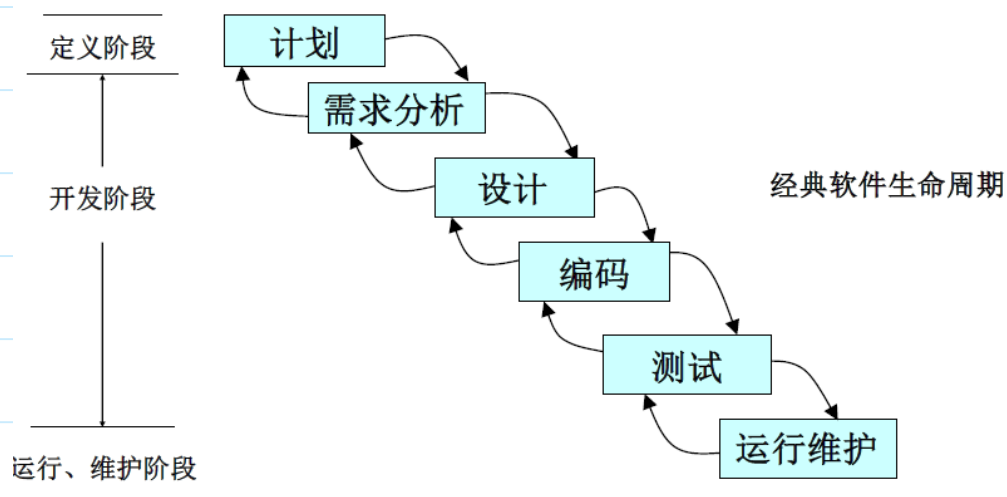 定义阶段
计划
需求分析
开发阶段
设计
经典软件生命周期
编码
测试
运行、维护阶段
运行维护